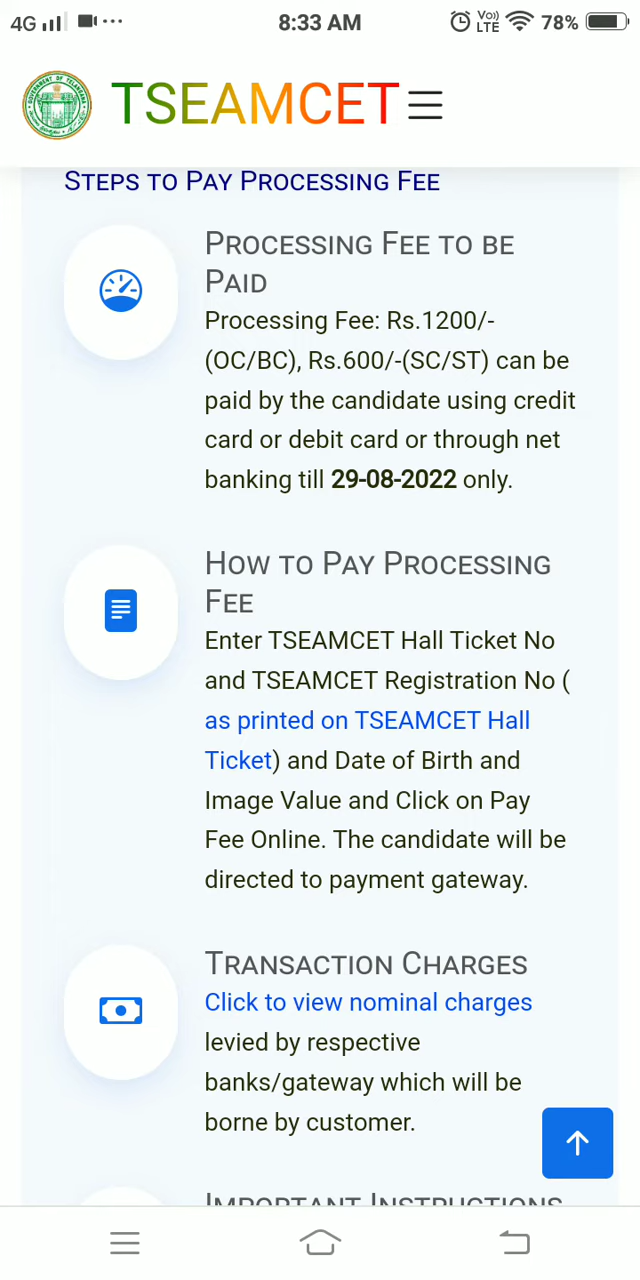 4G 8:33 AM Vo) LTE 78%
TSEAMCET
STEPS TO PAY PROCESSING FEE
PROCESSING FEE TO BE
PAID
Processing Fee: Rs.1200/-
(OC/BC), Rs.600/-(SC/ST) can be
paid by the candidate using credit
card or debit card or through net
banking till 29-08-2022 only.
HOW TO PAY PROCESSING
FEE
Enter TSEAMCET Hall Ticket No
and TSEAMCET Registration No (
as printed on TSEAMCET Hall
Ticket) and Date of Birth and
Image Value and Click on Pay
Fee Online. The candidate will be
directed to payment gateway.
TRANSACTION CHARGES
Click to view nominal charges
levied by respective
banks/gateway which will be
borne by customer.
IMPORTANT INSTRUCTIONS